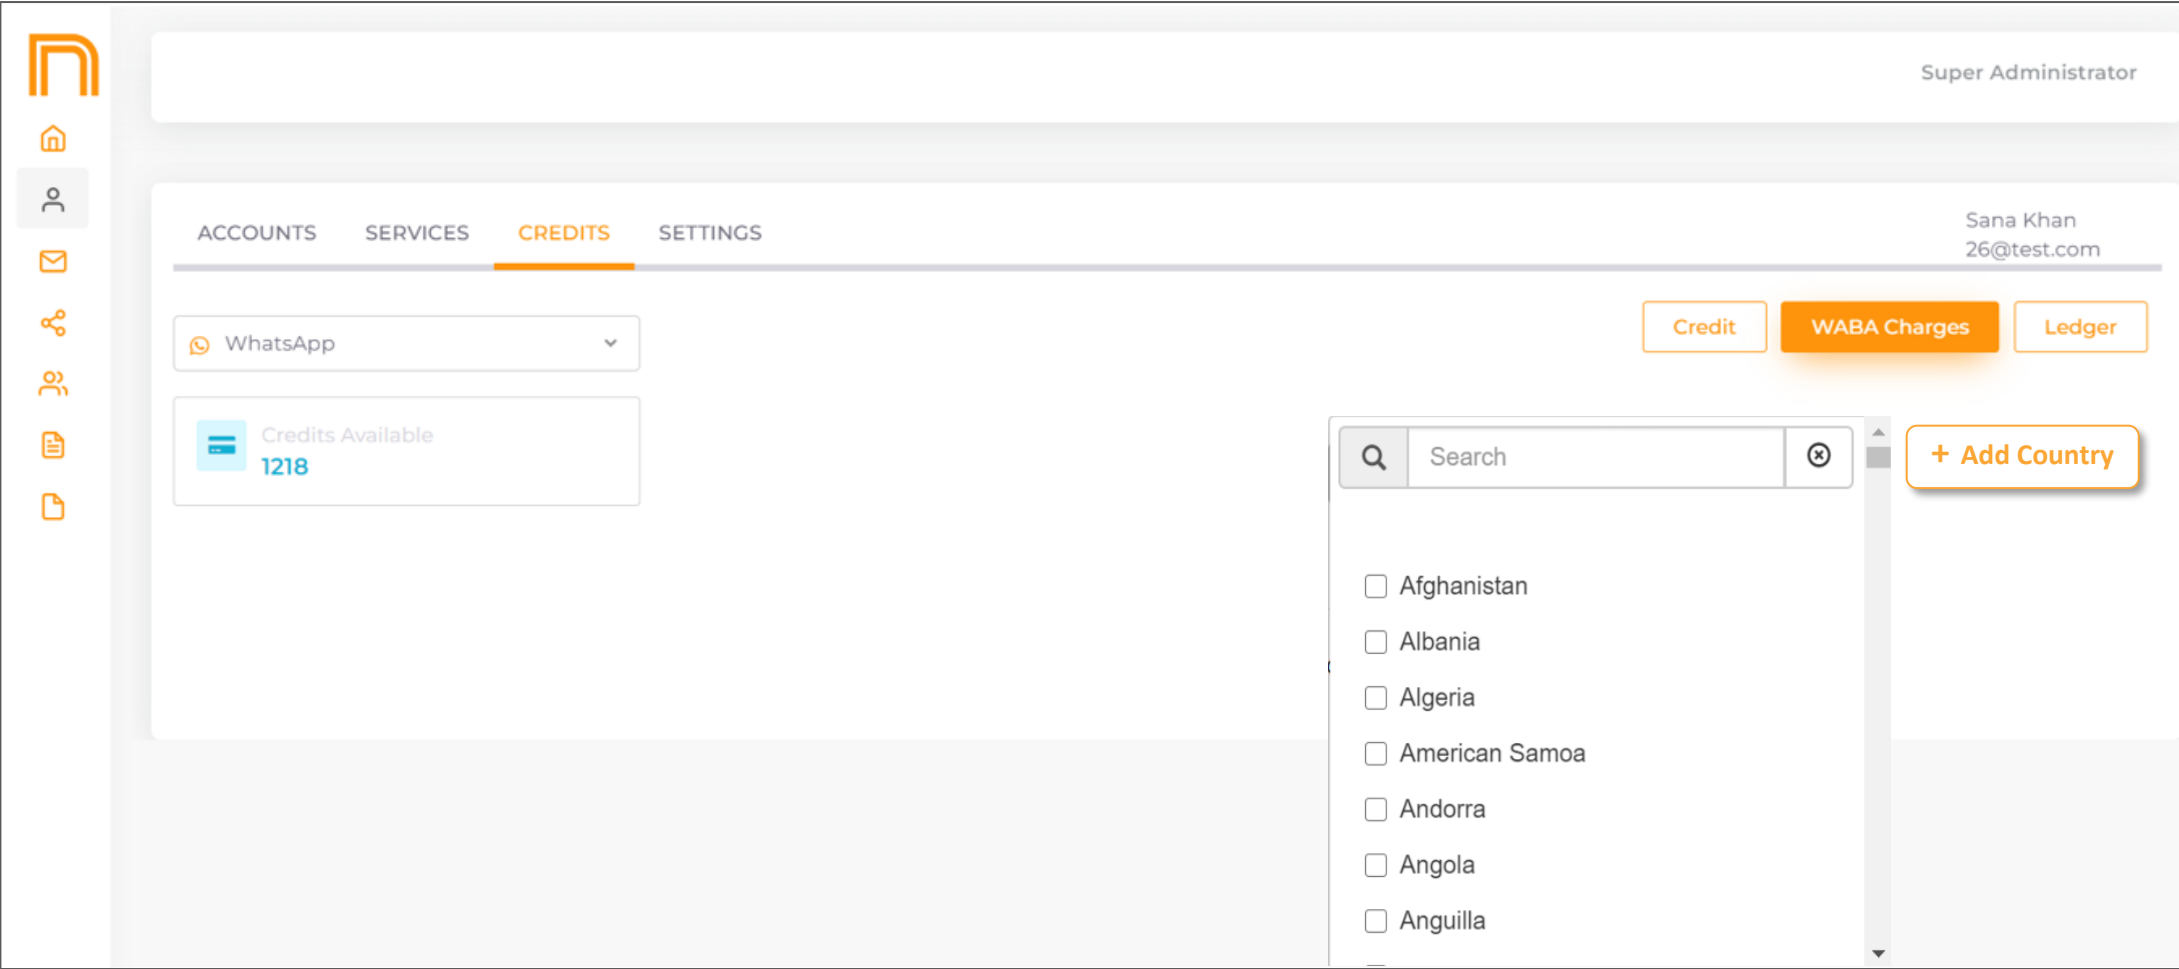 Super Administrator
ACCOUNTS SERVICES CREDITS SETTINGS
Sana Khan
26@test.com
WhatsApp
Credit WABA Charges Ledger
Credits Available
1218
Search
+ Add Country
Afghanistan
Albania
Algeria
American Samoa
Andorra
Angola
Anguilla